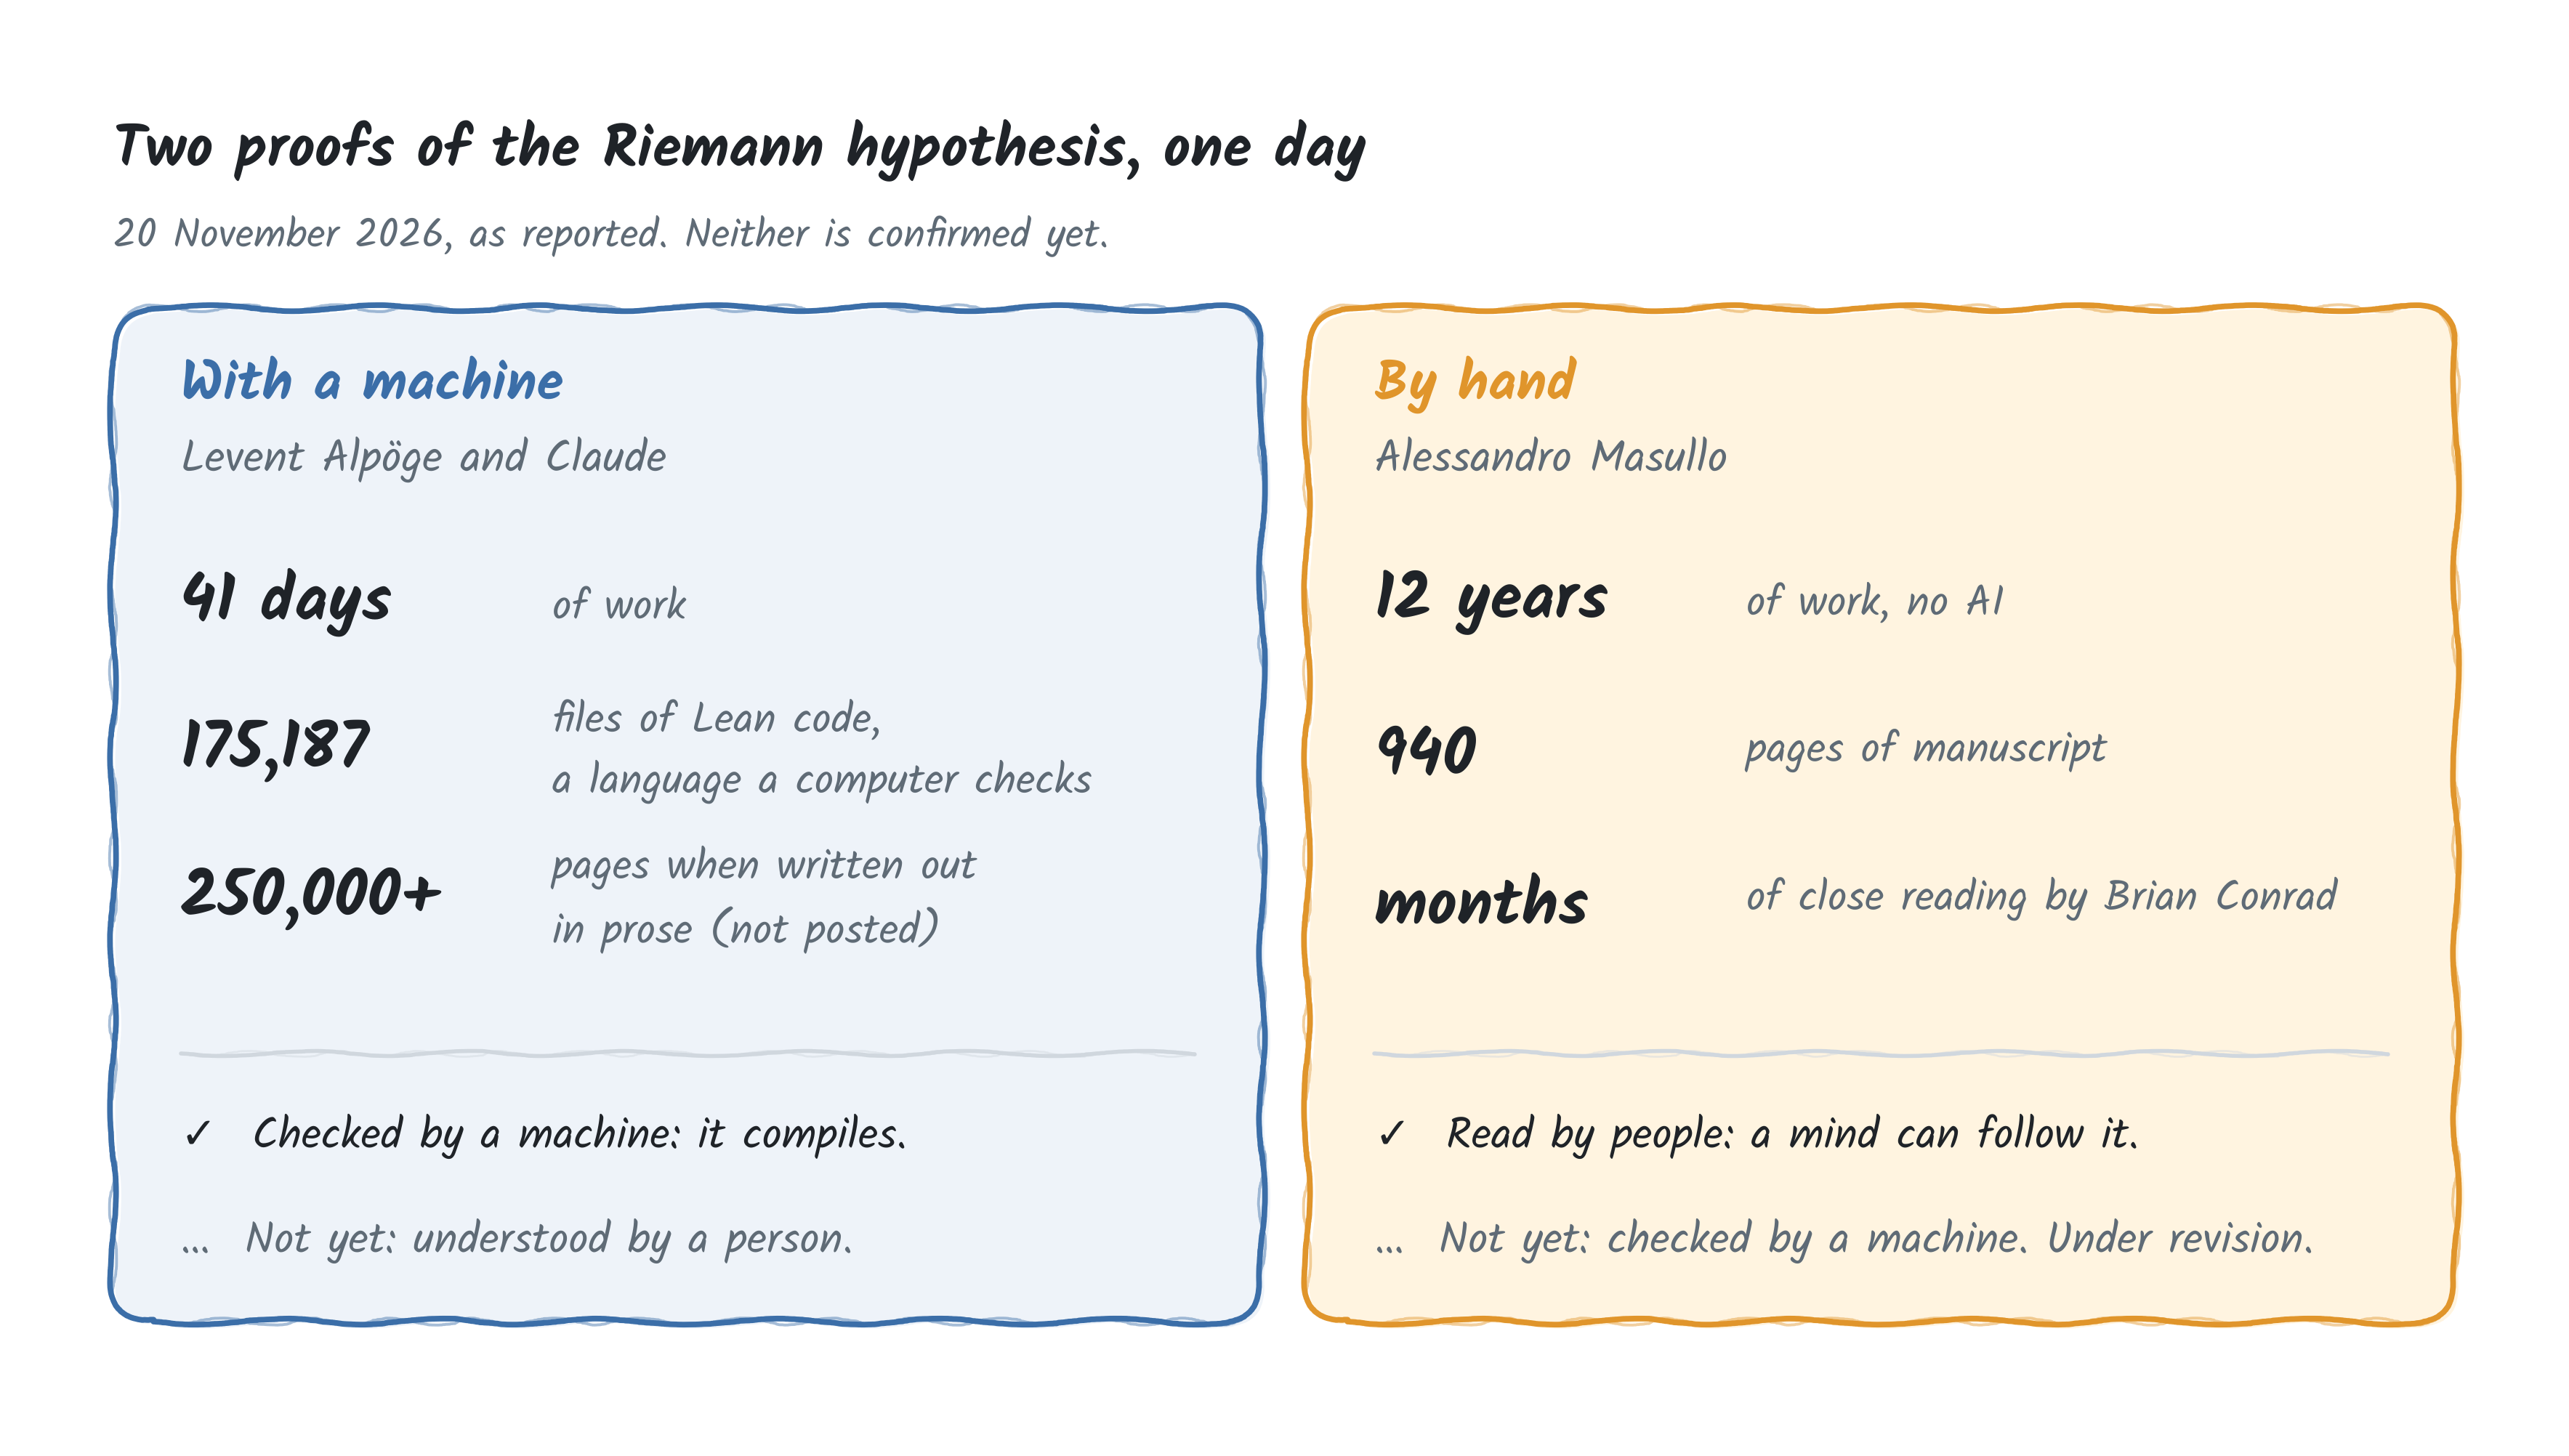 Two proofs of the Riemann hypothesis, one day
20 November 2026, as reported. Neither is confirmed yet.
With a machine
Levent Alpöge and Claude
41 days of work
175,187 files of Lean code,
a language a computer checks
250,000+ pages when written out
in prose (not posted)
✓ Checked by a machine: it compiles.
... Not yet: understood by a person.
By hand
Alessandro Masullo
12 years of work, no AI
940 pages of manuscript
months of close reading by Brian Conrad
✓ Read by people: a mind can follow it.
... Not yet: checked by a machine. Under revision.